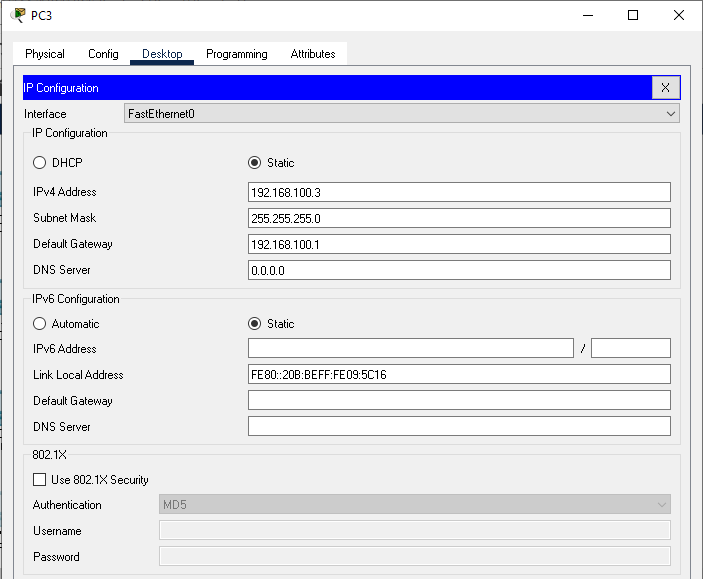 PC3
Physical Config Desktop Programming Attributes
IP Configuration X
Interface FastEthernet0
IP Configuration
DHCP Static
IPv4 Address 192.168.100.3
Subnet Mask 255.255.255.0
Default Gateway 192.168.100.1
DNS Server 0.0.0.0
IPv6 Configuration
Automatic Static
IPv6 Address /
Link Local Address FE80::20B:BEFF:FE09:5C16
Default Gateway
DNS Server
802.1X
Use 802.1X Security
Authentication MD5
Username
Password